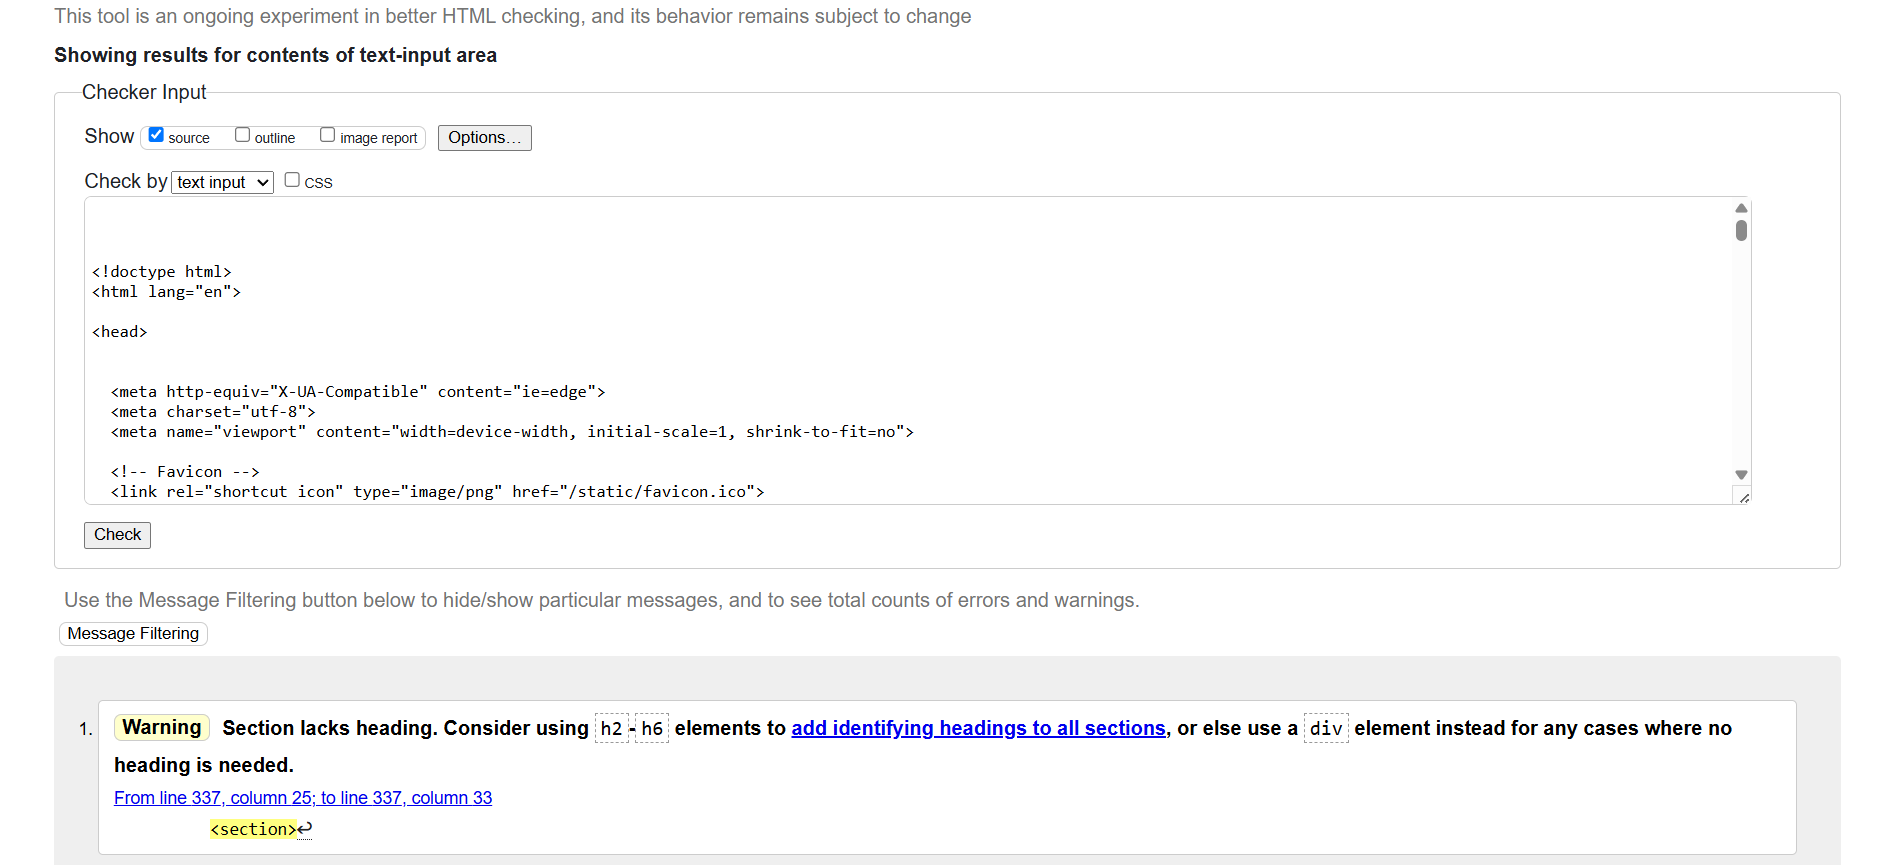 This tool is an ongoing experiment in better HTML checking, and its behavior remains subject to change
Showing results for contents of text-input area
Checker Input
Show source outline image report Options...
Check by text input CSS
<!doctype html>
<html lang="en">
<head>
<meta http-equiv="X-UA-Compatible" content="ie=edge">
<meta charset="utf-8">
<meta name="viewport" content="width=device-width, initial-scale=1, shrink-to-fit=no">
<!-- Favicon -->
<link rel="shortcut icon" type="image/png" href="/static/favicon.ico">
Check
Use the Message Filtering button below to hide/show particular messages, and to see total counts of errors and warnings.
Message Filtering
1. Warning Section lacks heading. Consider using h2-h6 elements to add identifying headings to all sections, or else use a div element instead for any cases where no
heading is needed.
From line 337, column 25; to line 337, column 33
<section>↩